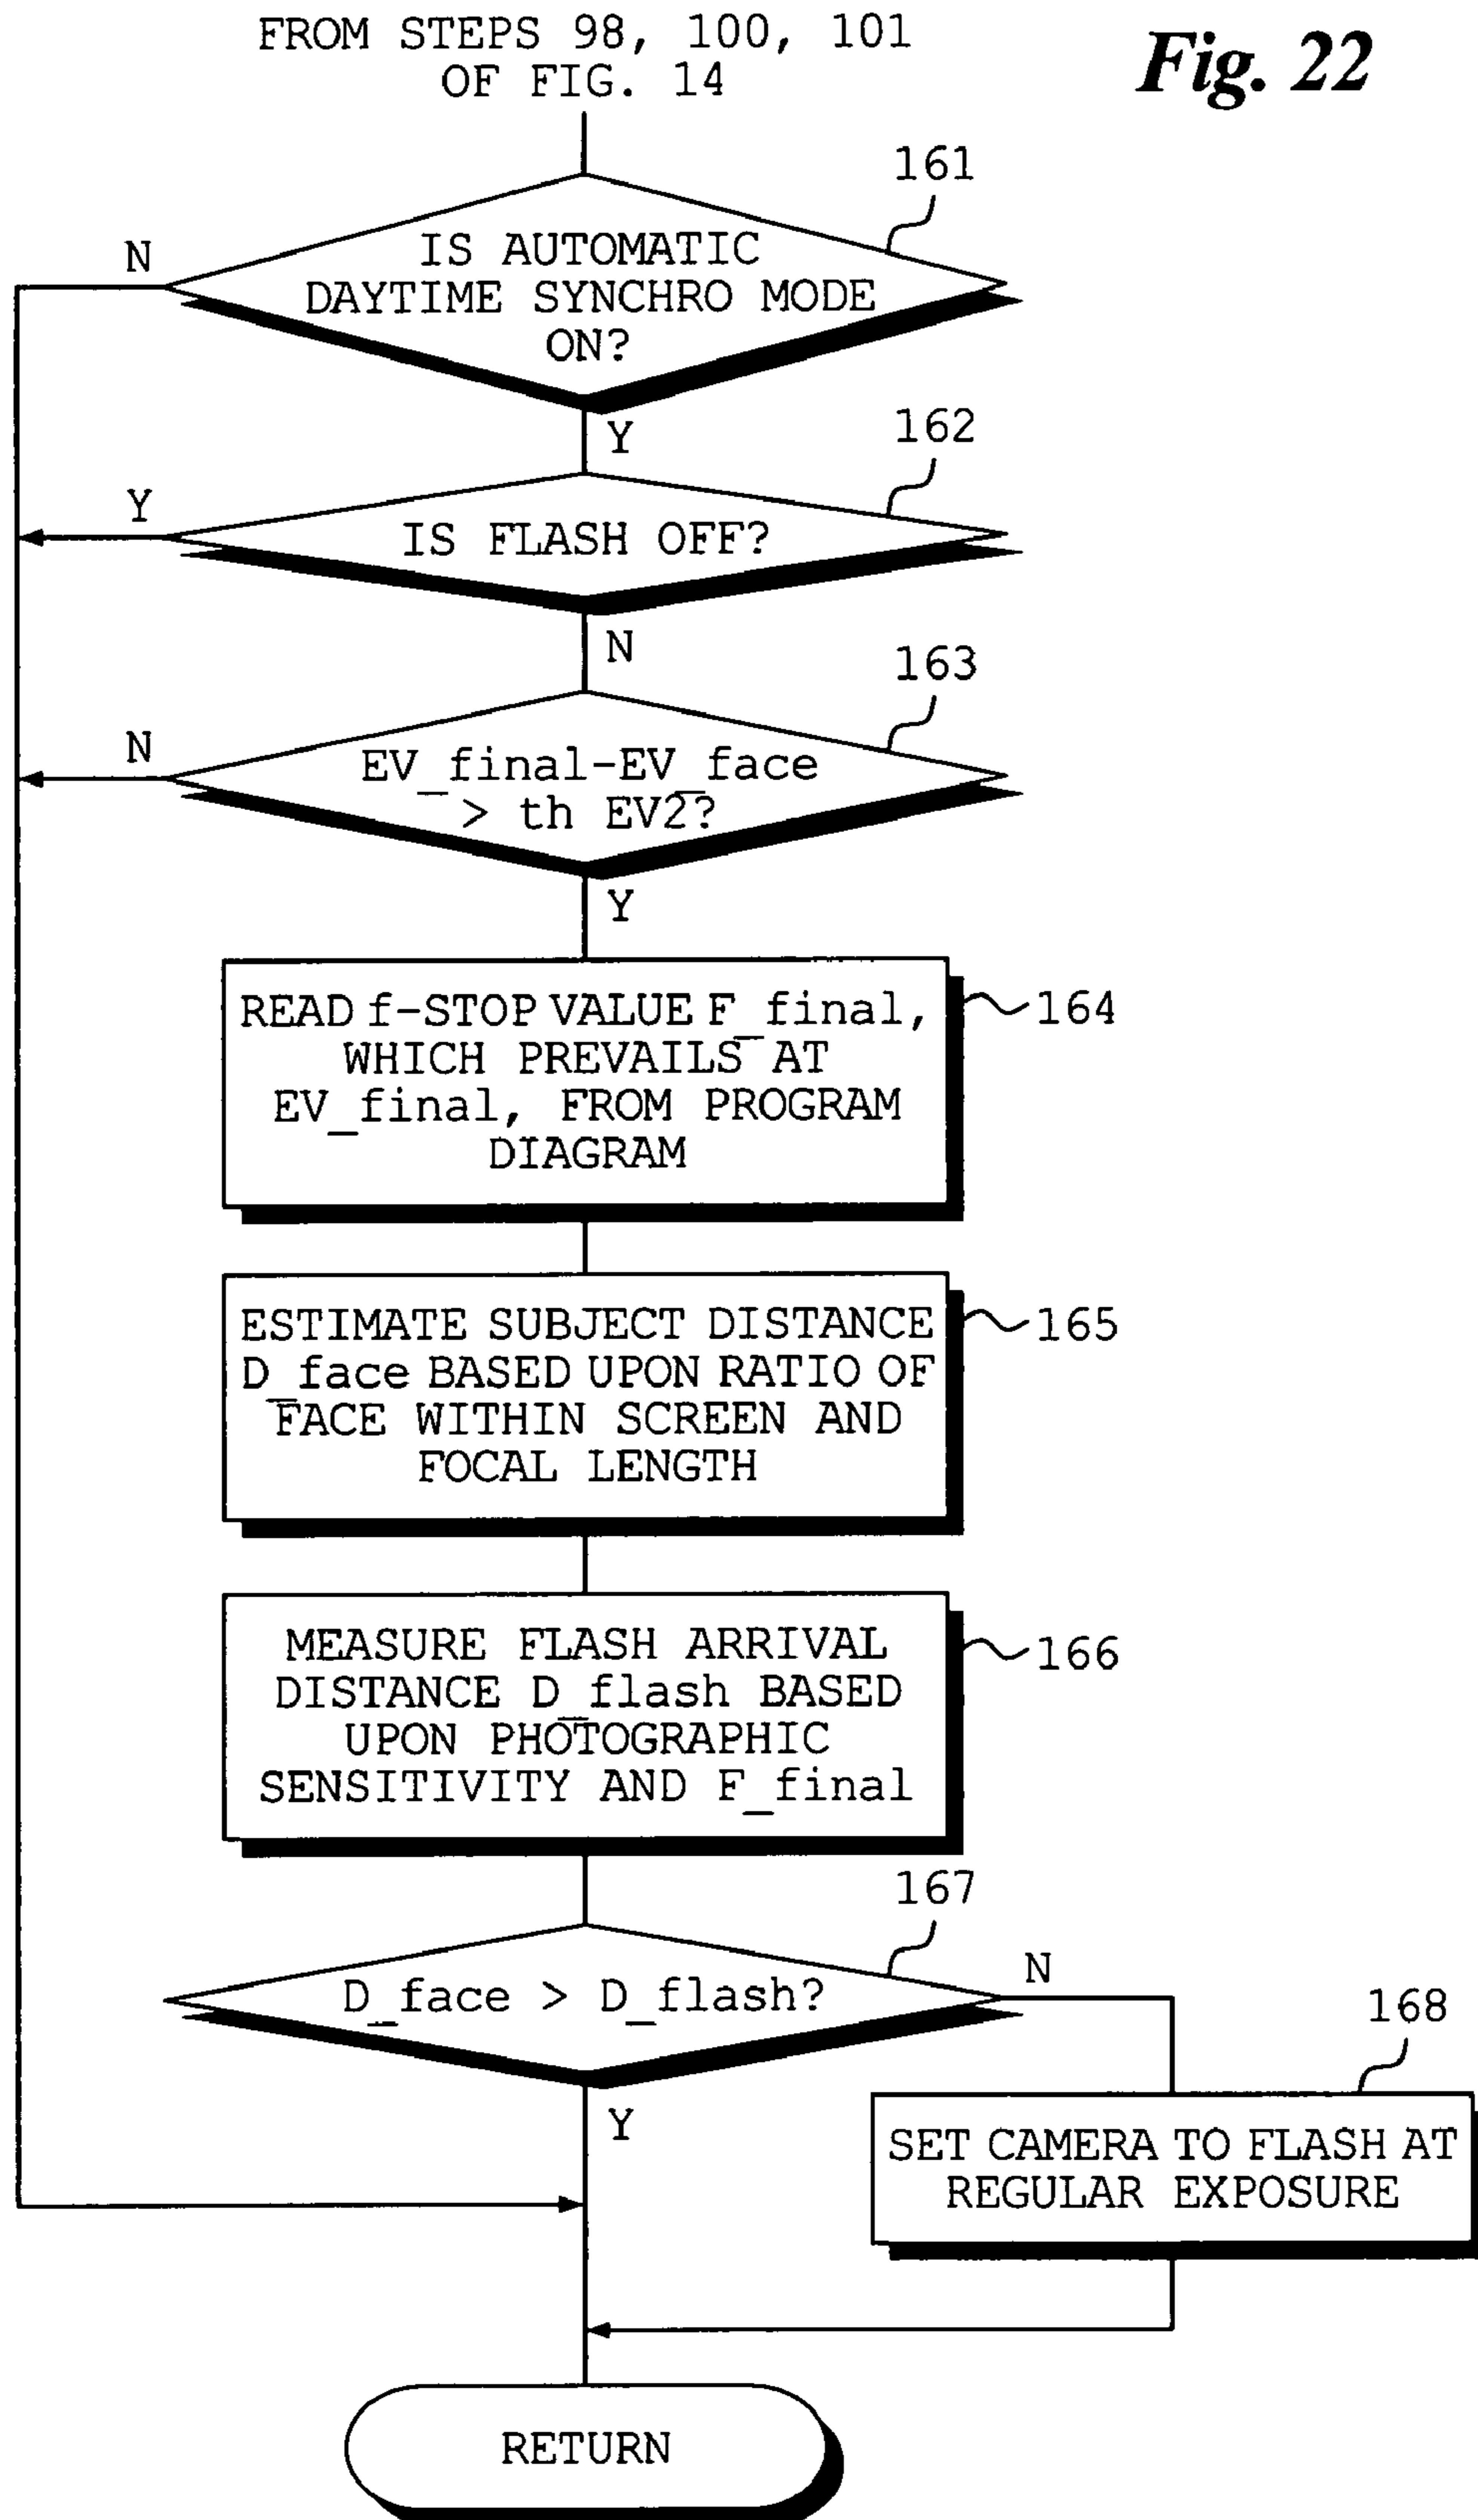 FROM STEPS 98, 100, 101
OF FIG. 14
Fig. 22
161
N
IS AUTOMATIC
DAYTIME SYNCHRO MODE
ON?
Y
162
Y
IS FLASH OFF?
N
163
N
EV_final-EV_face
> th EV2?
Y
READ f-STOP VALUE F_final,
WHICH PREVAILS AT
EV_final, FROM PROGRAM
DIAGRAM
164
ESTIMATE SUBJECT DISTANCE
D_face BASED UPON RATIO OF
FACE WITHIN SCREEN AND
FOCAL LENGTH
165
MEASURE FLASH ARRIVAL
DISTANCE D_flash BASED
UPON PHOTOGRAPHIC
SENSITIVITY AND F_final
166
167
D_face > D_flash?
N
168
Y
SET CAMERA TO FLASH AT
REGULAR EXPOSURE
RETURN